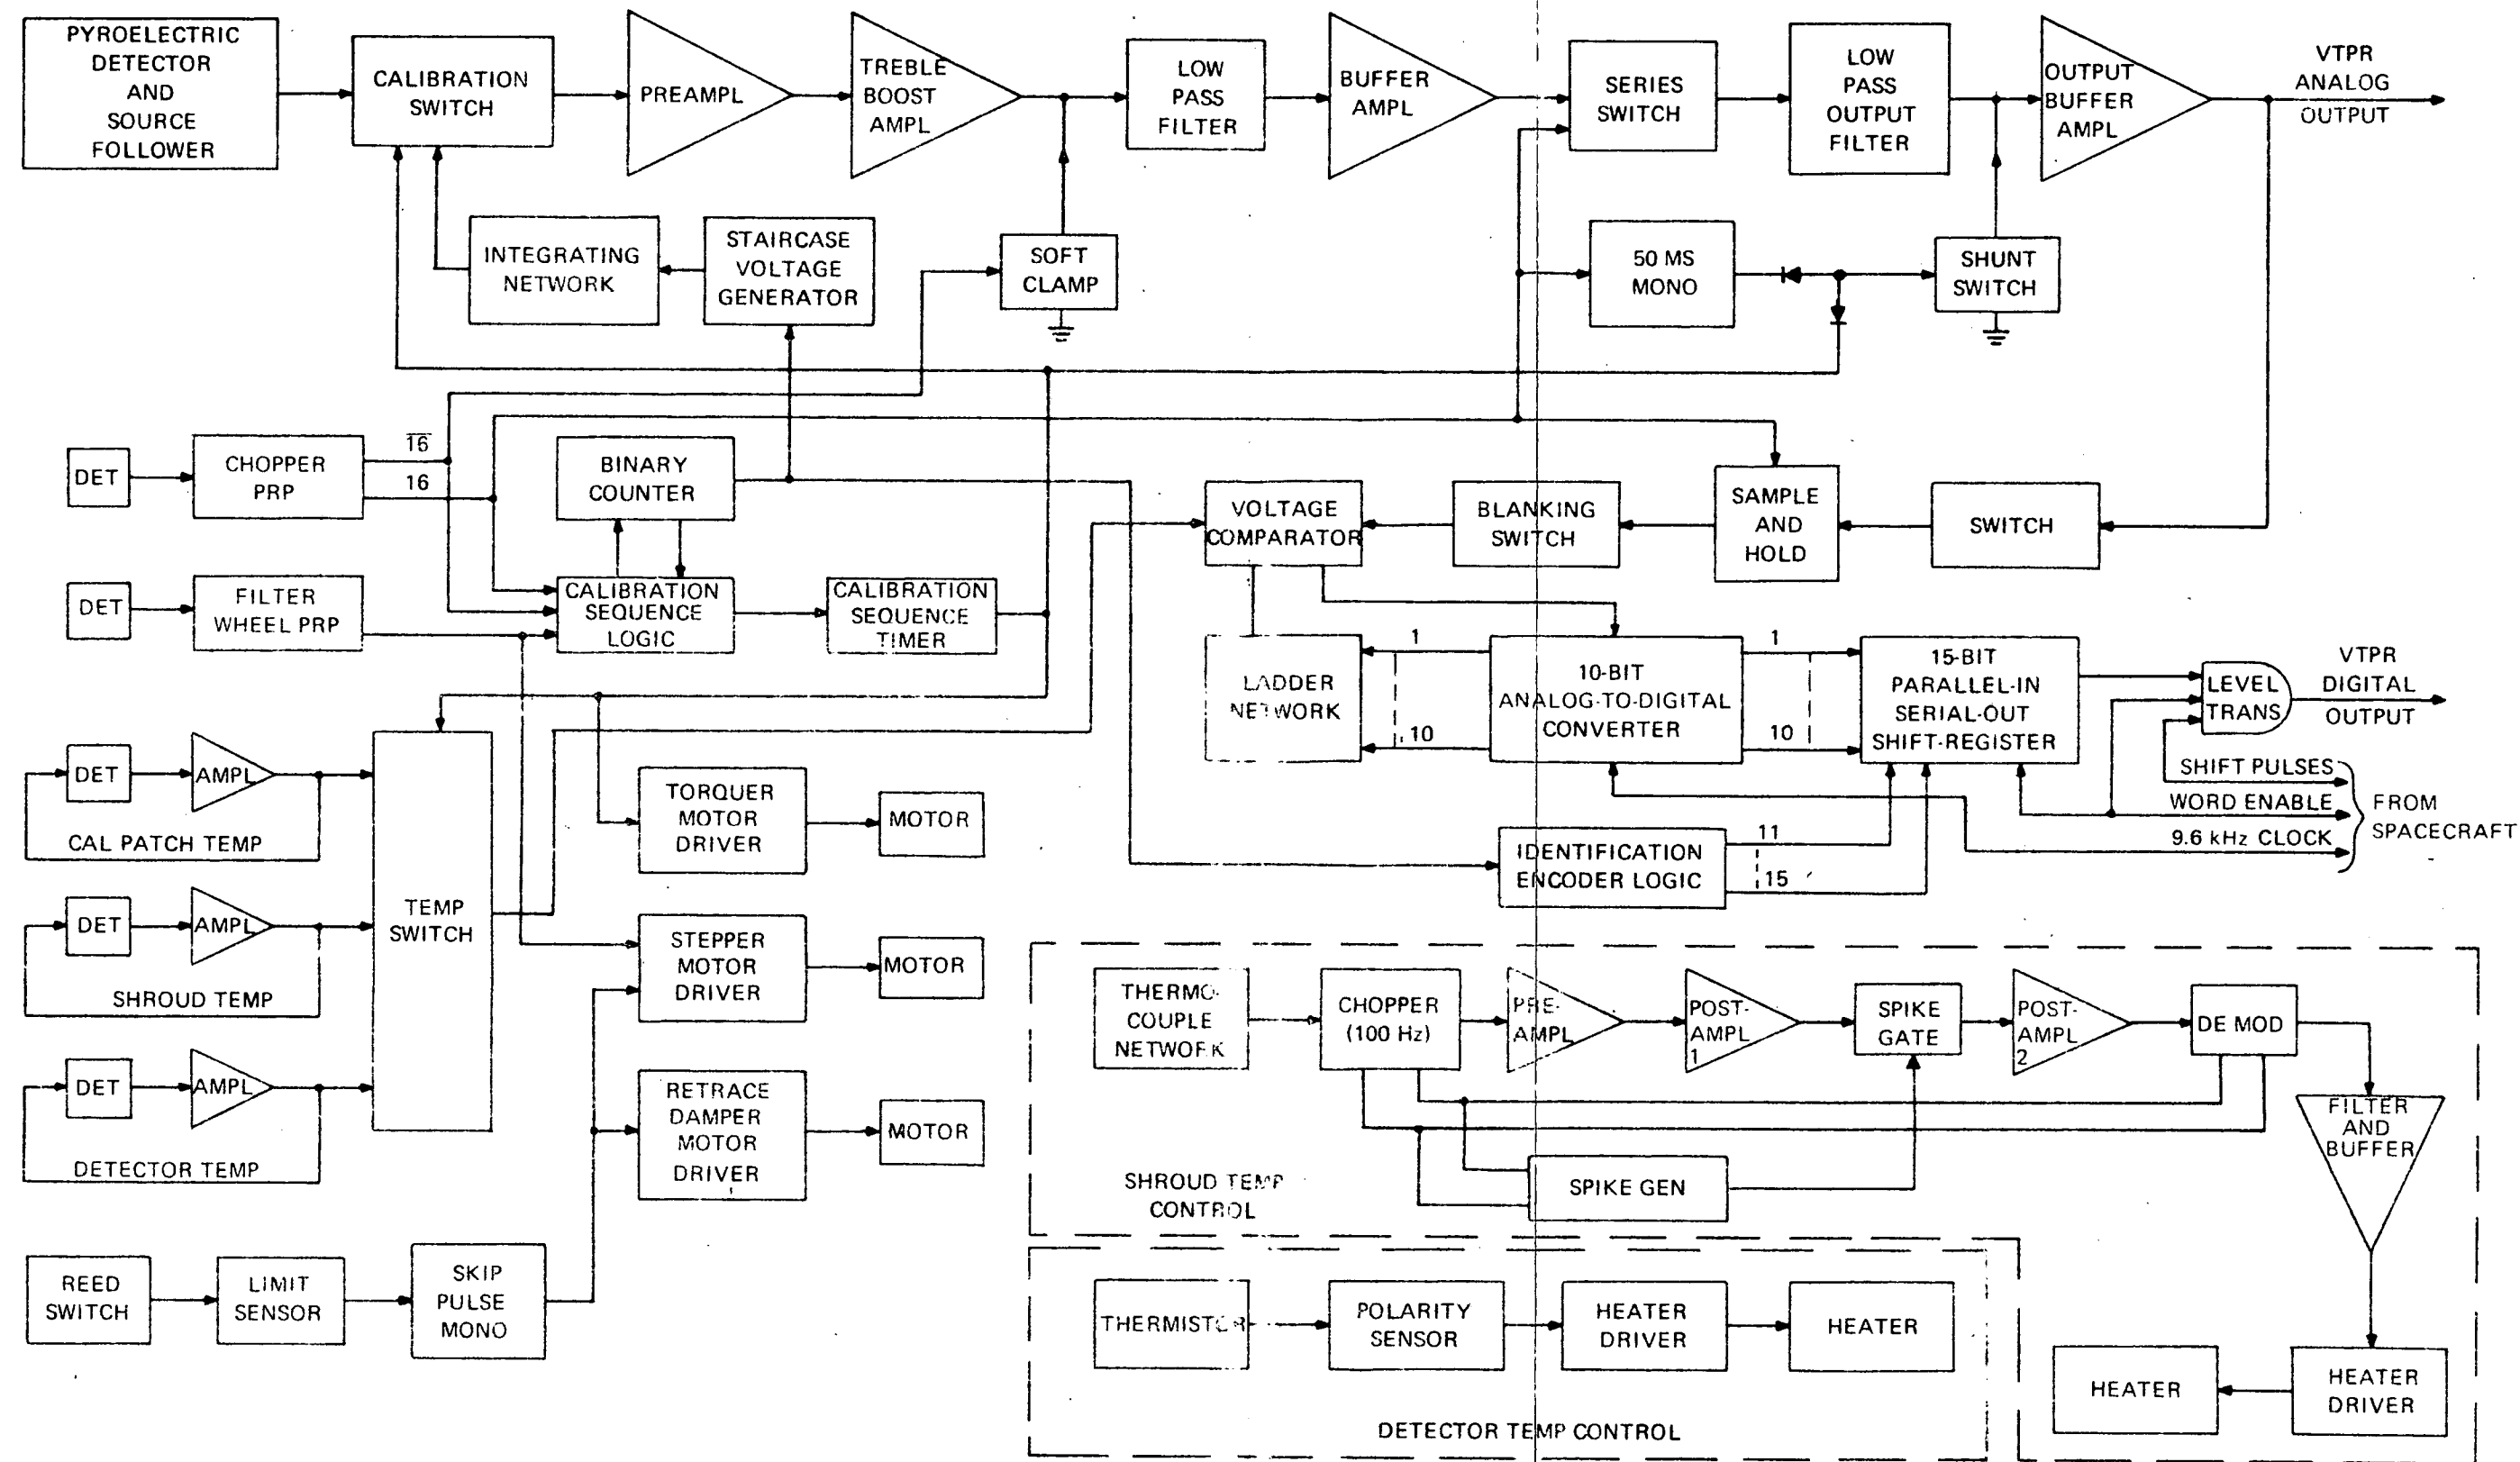 PYROELECTRIC
DETECTOR
AND
SOURCE
FOLLOWER
CALIBRATION
SWITCH
PREAMPL
TREBLE
BOOST
AMPL
LOW
PASS
FILTER
BUFFER
AMPL
SERIES
SWITCH
LOW
PASS
OUTPUT
FILTER
OUTPUT
BUFFER
AMPL
VTPR
ANALOG
OUTPUT
INTEGRATING
NETWORK
STAIRCASE
VOLTAGE
GENERATOR
SOFT
CLAMP
50 MS
MONO
SHUNT
SWITCH
DET
CHOPPER
PRP
1̅6̅
16
BINARY
COUNTER
VOLTAGE
COMPARATOR
BLANKING
SWITCH
SAMPLE
AND
HOLD
SWITCH
DET
FILTER
WHEEL PRP
CALIBRATION
SEQUENCE
LOGIC
CALIBRATION
SEQUENCE
TIMER
LADDER
NETWORK
1
10
10-BIT
ANALOG-TO-DIGITAL
CONVERTER
1
10
15-BIT
PARALLEL-IN
SERIAL-OUT
SHIFT-REGISTER
LEVEL
TRANS
VTPR
DIGITAL
OUTPUT
SHIFT PULSES
WORD ENABLE
9.6 kHz CLOCK
FROM
SPACECRAFT
IDENTIFICATION
ENCODER LOGIC
11
15
DET
AMPL
CAL PATCH TEMP
DET
AMPL
SHROUD TEMP
DET
AMPL
DETECTOR TEMP
TEMP
SWITCH
TORQUER
MOTOR
DRIVER
MOTOR
STEPPER
MOTOR
DRIVER
MOTOR
RETRACE
DAMPER
MOTOR
DRIVER
MOTOR
REED
SWITCH
LIMIT
SENSOR
SKIP
PULSE
MONO
THERMO-
COUPLE
NETWORK
CHOPPER
(100 Hz)
PRE-
AMPL
POST-
AMPL
1
SPIKE
GATE
POST-
AMPL
2
DE MOD
FILTER
AND
BUFFER
SPIKE GEN
SHROUD TEMP
CONTROL
HEATER
DRIVER
HEATER
THERMISTOR
POLARITY
SENSOR
HEATER
DRIVER
HEATER
DETECTOR TEMP CONTROL